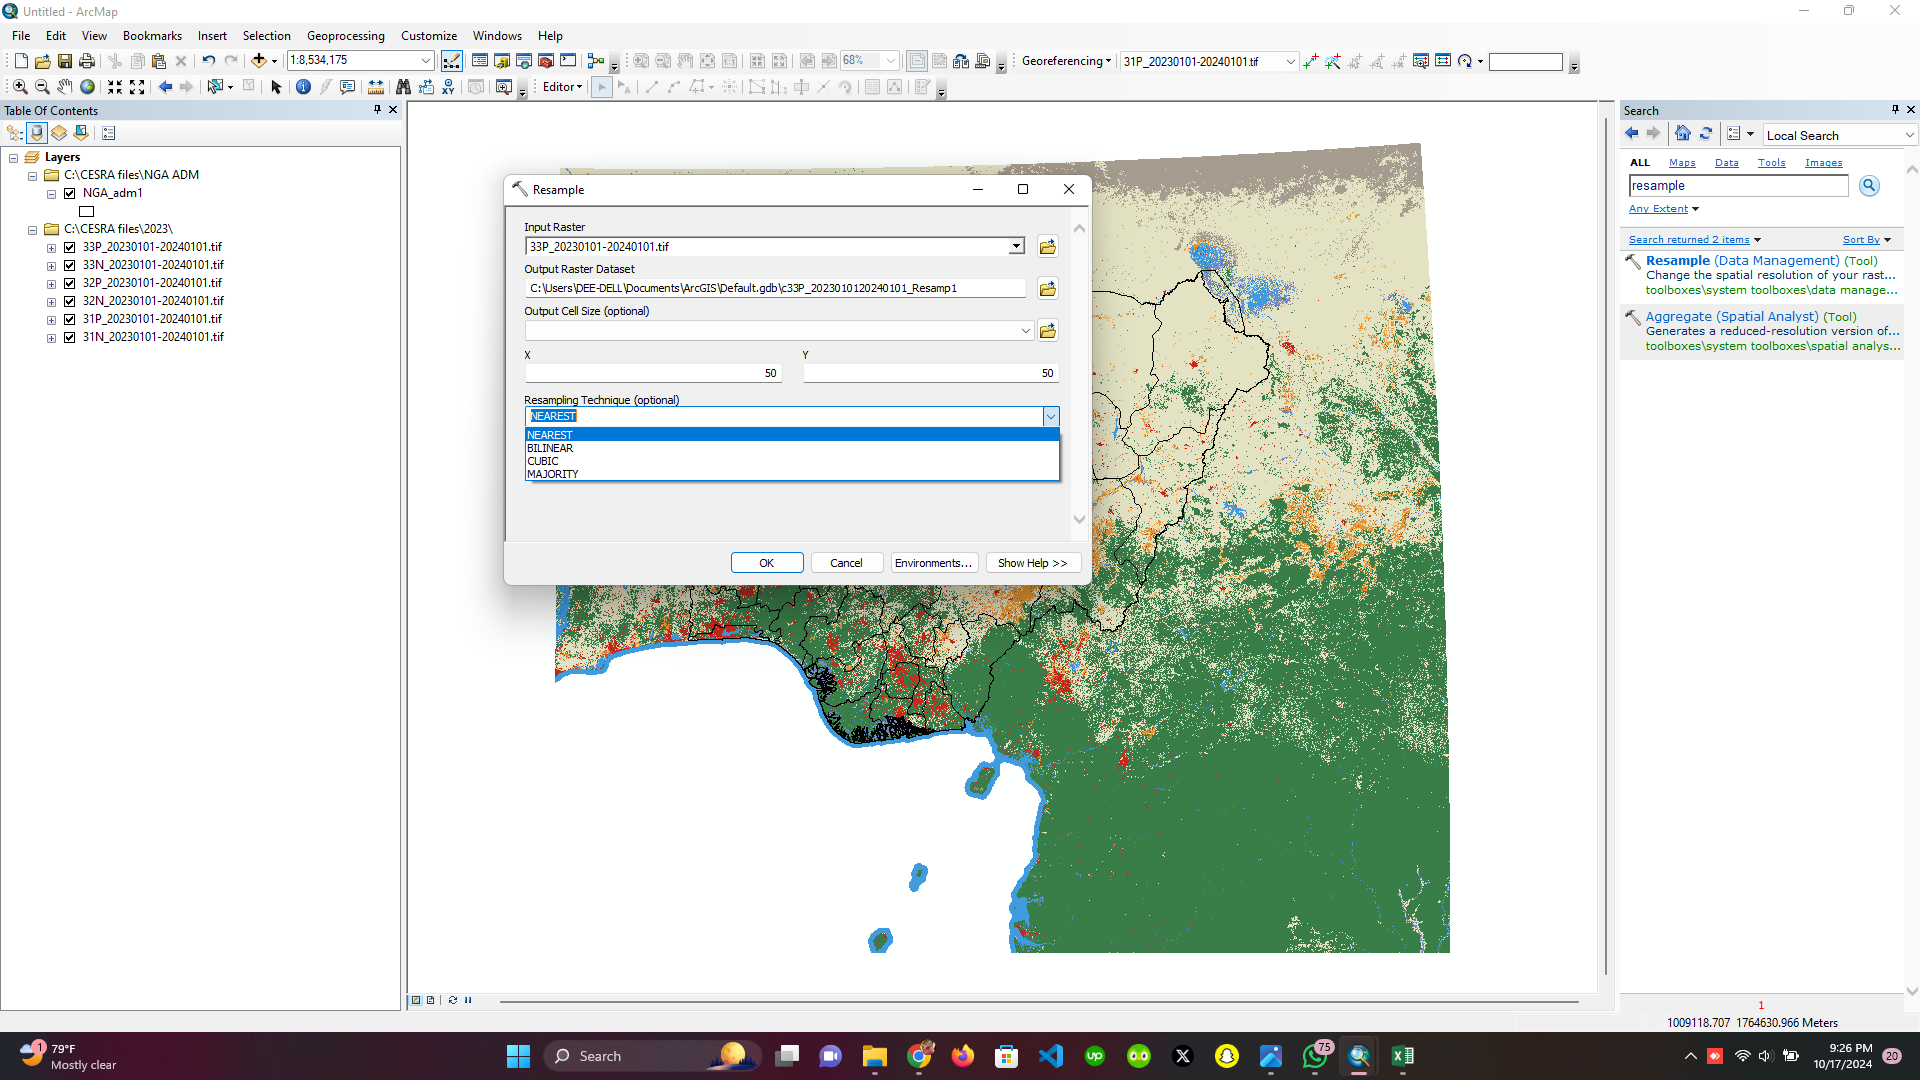 Untitled - ArcMap
File Edit View Bookmarks Insert Selection Geoprocessing Customize Windows Help
1:8,534,175
68%
Georeferencing
31P_20230101-20240101.tif
Editor
Table Of Contents
Layers
C:\CESRA files\NGA ADM
NGA_adm1
C:\CESRA files\2023\
33P_20230101-20240101.tif
33N_20230101-20240101.tif
32P_20230101-20240101.tif
32N_20230101-20240101.tif
31P_20230101-20240101.tif
31N_20230101-20240101.tif
Resample
Input Raster
33P_20230101-20240101.tif
Output Raster Dataset
C:\Users\DEE-DELL\Documents\ArcGIS\Default.gdb\c33P_2023010120240101_Resamp1
Output Cell Size (optional)
X Y
50 50
Resampling Technique (optional)
NEAREST
NEAREST
BILINEAR
CUBIC
MAJORITY
OK Cancel Environments... Show Help >>
Search
Local Search
ALL Maps Data Tools Images
resample
Any Extent
Search returned 2 items Sort By
Resample (Data Management) (Tool)
Change the spatial resolution of your rast...
toolboxes\system toolboxes\data manage...
Aggregate (Spatial Analyst) (Tool)
Generates a reduced-resolution version of...
toolboxes\system toolboxes\spatial analys...
1
1009118.707 1764630.966 Meters
1
79°F
Mostly clear
Search
up
75
9:26 PM
10/17/2024
20